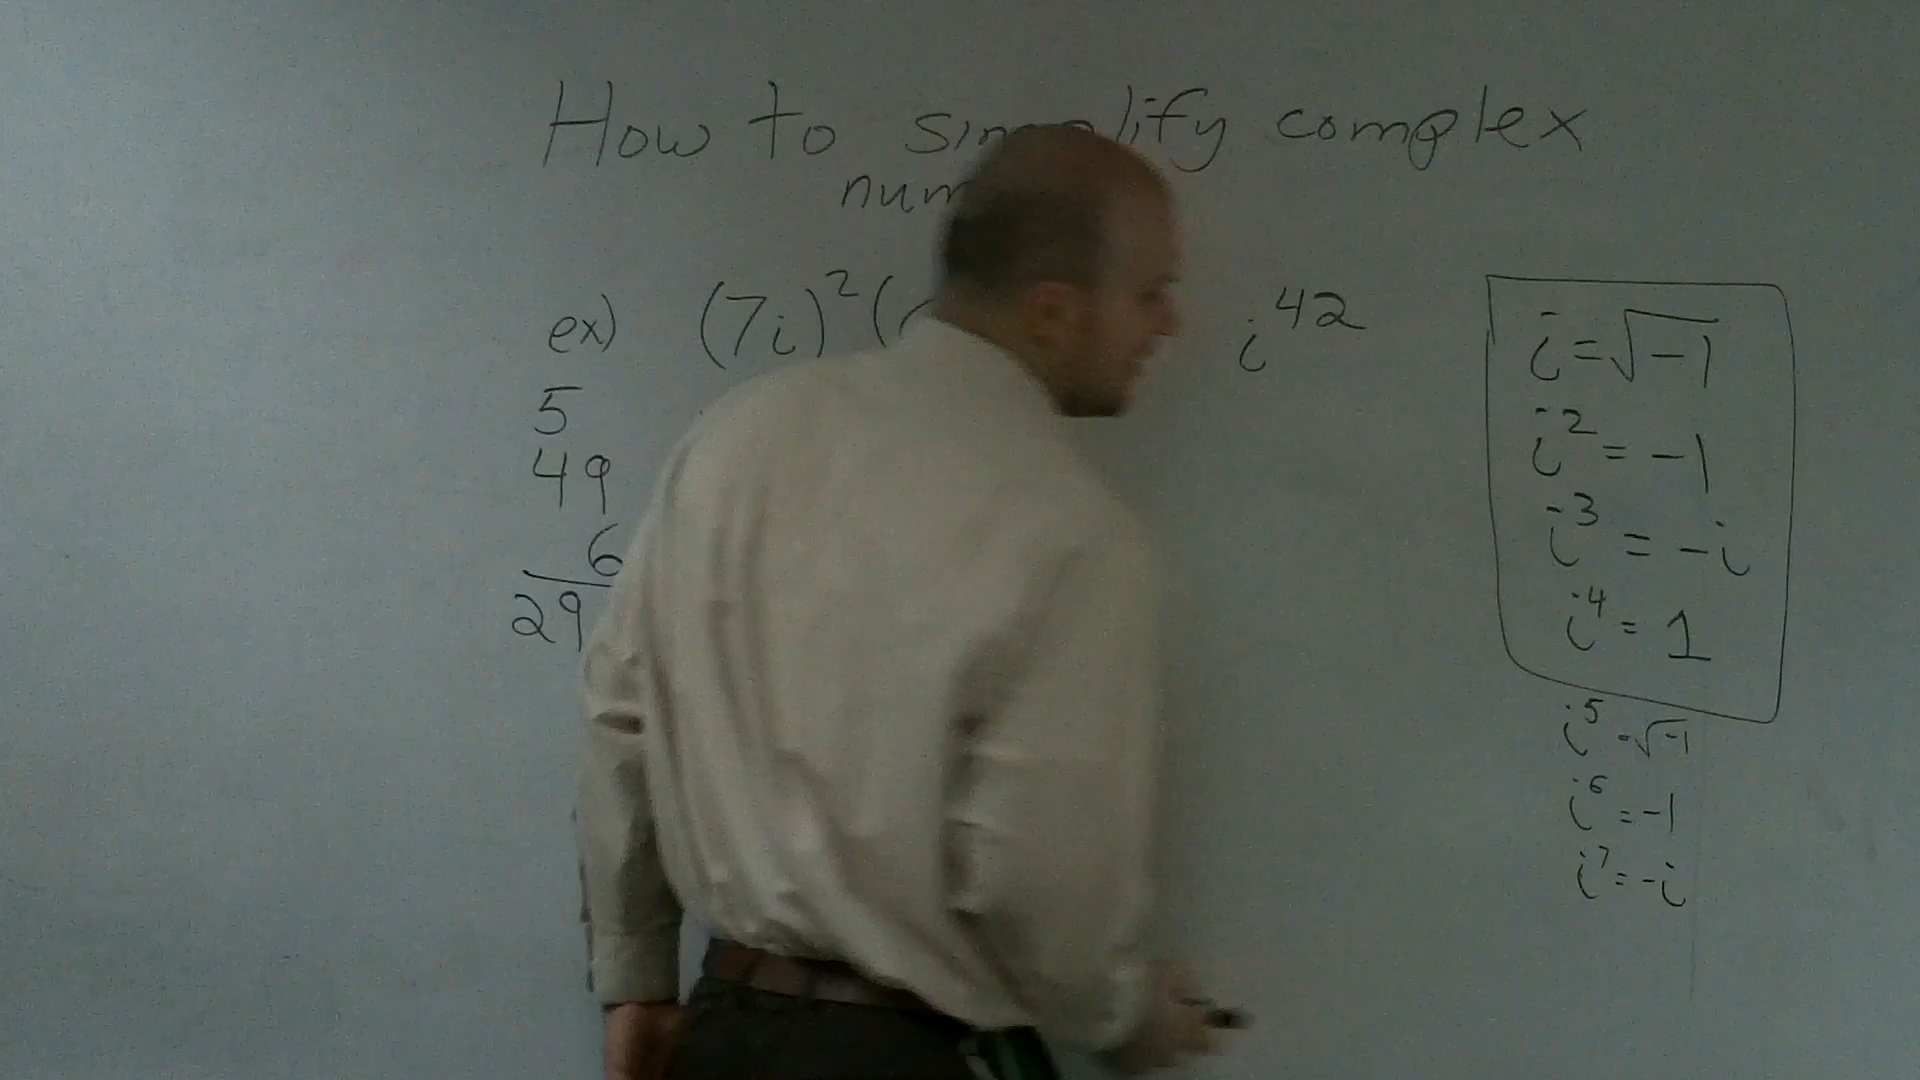 How to simplify complex
ex) (7i)²( i⁴²
5
49
6
29
i = √-1
i² = -1
i³ = -i
i⁴ = 1
i⁵ = √-1
i⁶ = -1
i⁷ = -i